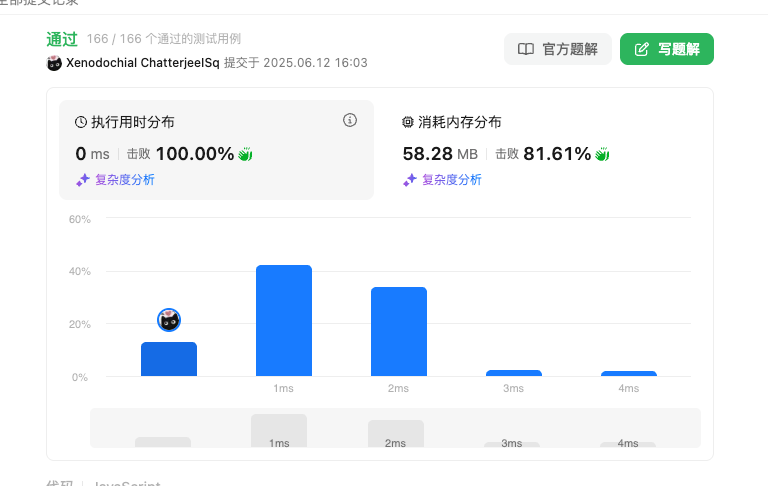 全部提交记录
通过 166 / 166 个通过的测试用例
Xenodochial ChatterjeeISq 提交于 2025.06.12 16:03
官方题解
写题解
执行用时分布
0 ms 击败 100.00%
复杂度分析
消耗内存分布
58.28 MB 击败 81.61%
复杂度分析
60%
40%
20%
0%
1ms 2ms 3ms 4ms
1ms 2ms 3ms 4ms
代码 JavaScript